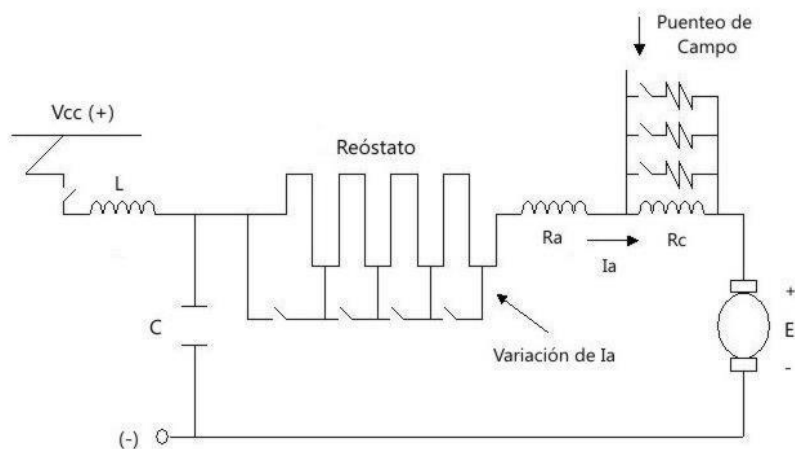 Puenteo de
Campo
Vcc (+)
Reóstato
L
Ra
Ia
Rc
C
+
E
-
Variación de Ia
(-)